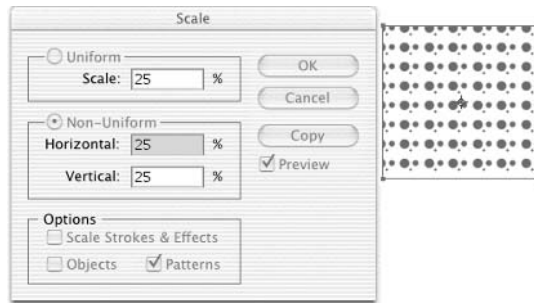 Scale
Uniform
Scale: 25 %
OK
Cancel
Non-Uniform
Horizontal: 25 %
Copy
Preview
Vertical: 25 %
Options
Scale Strokes & Effects
Objects Patterns